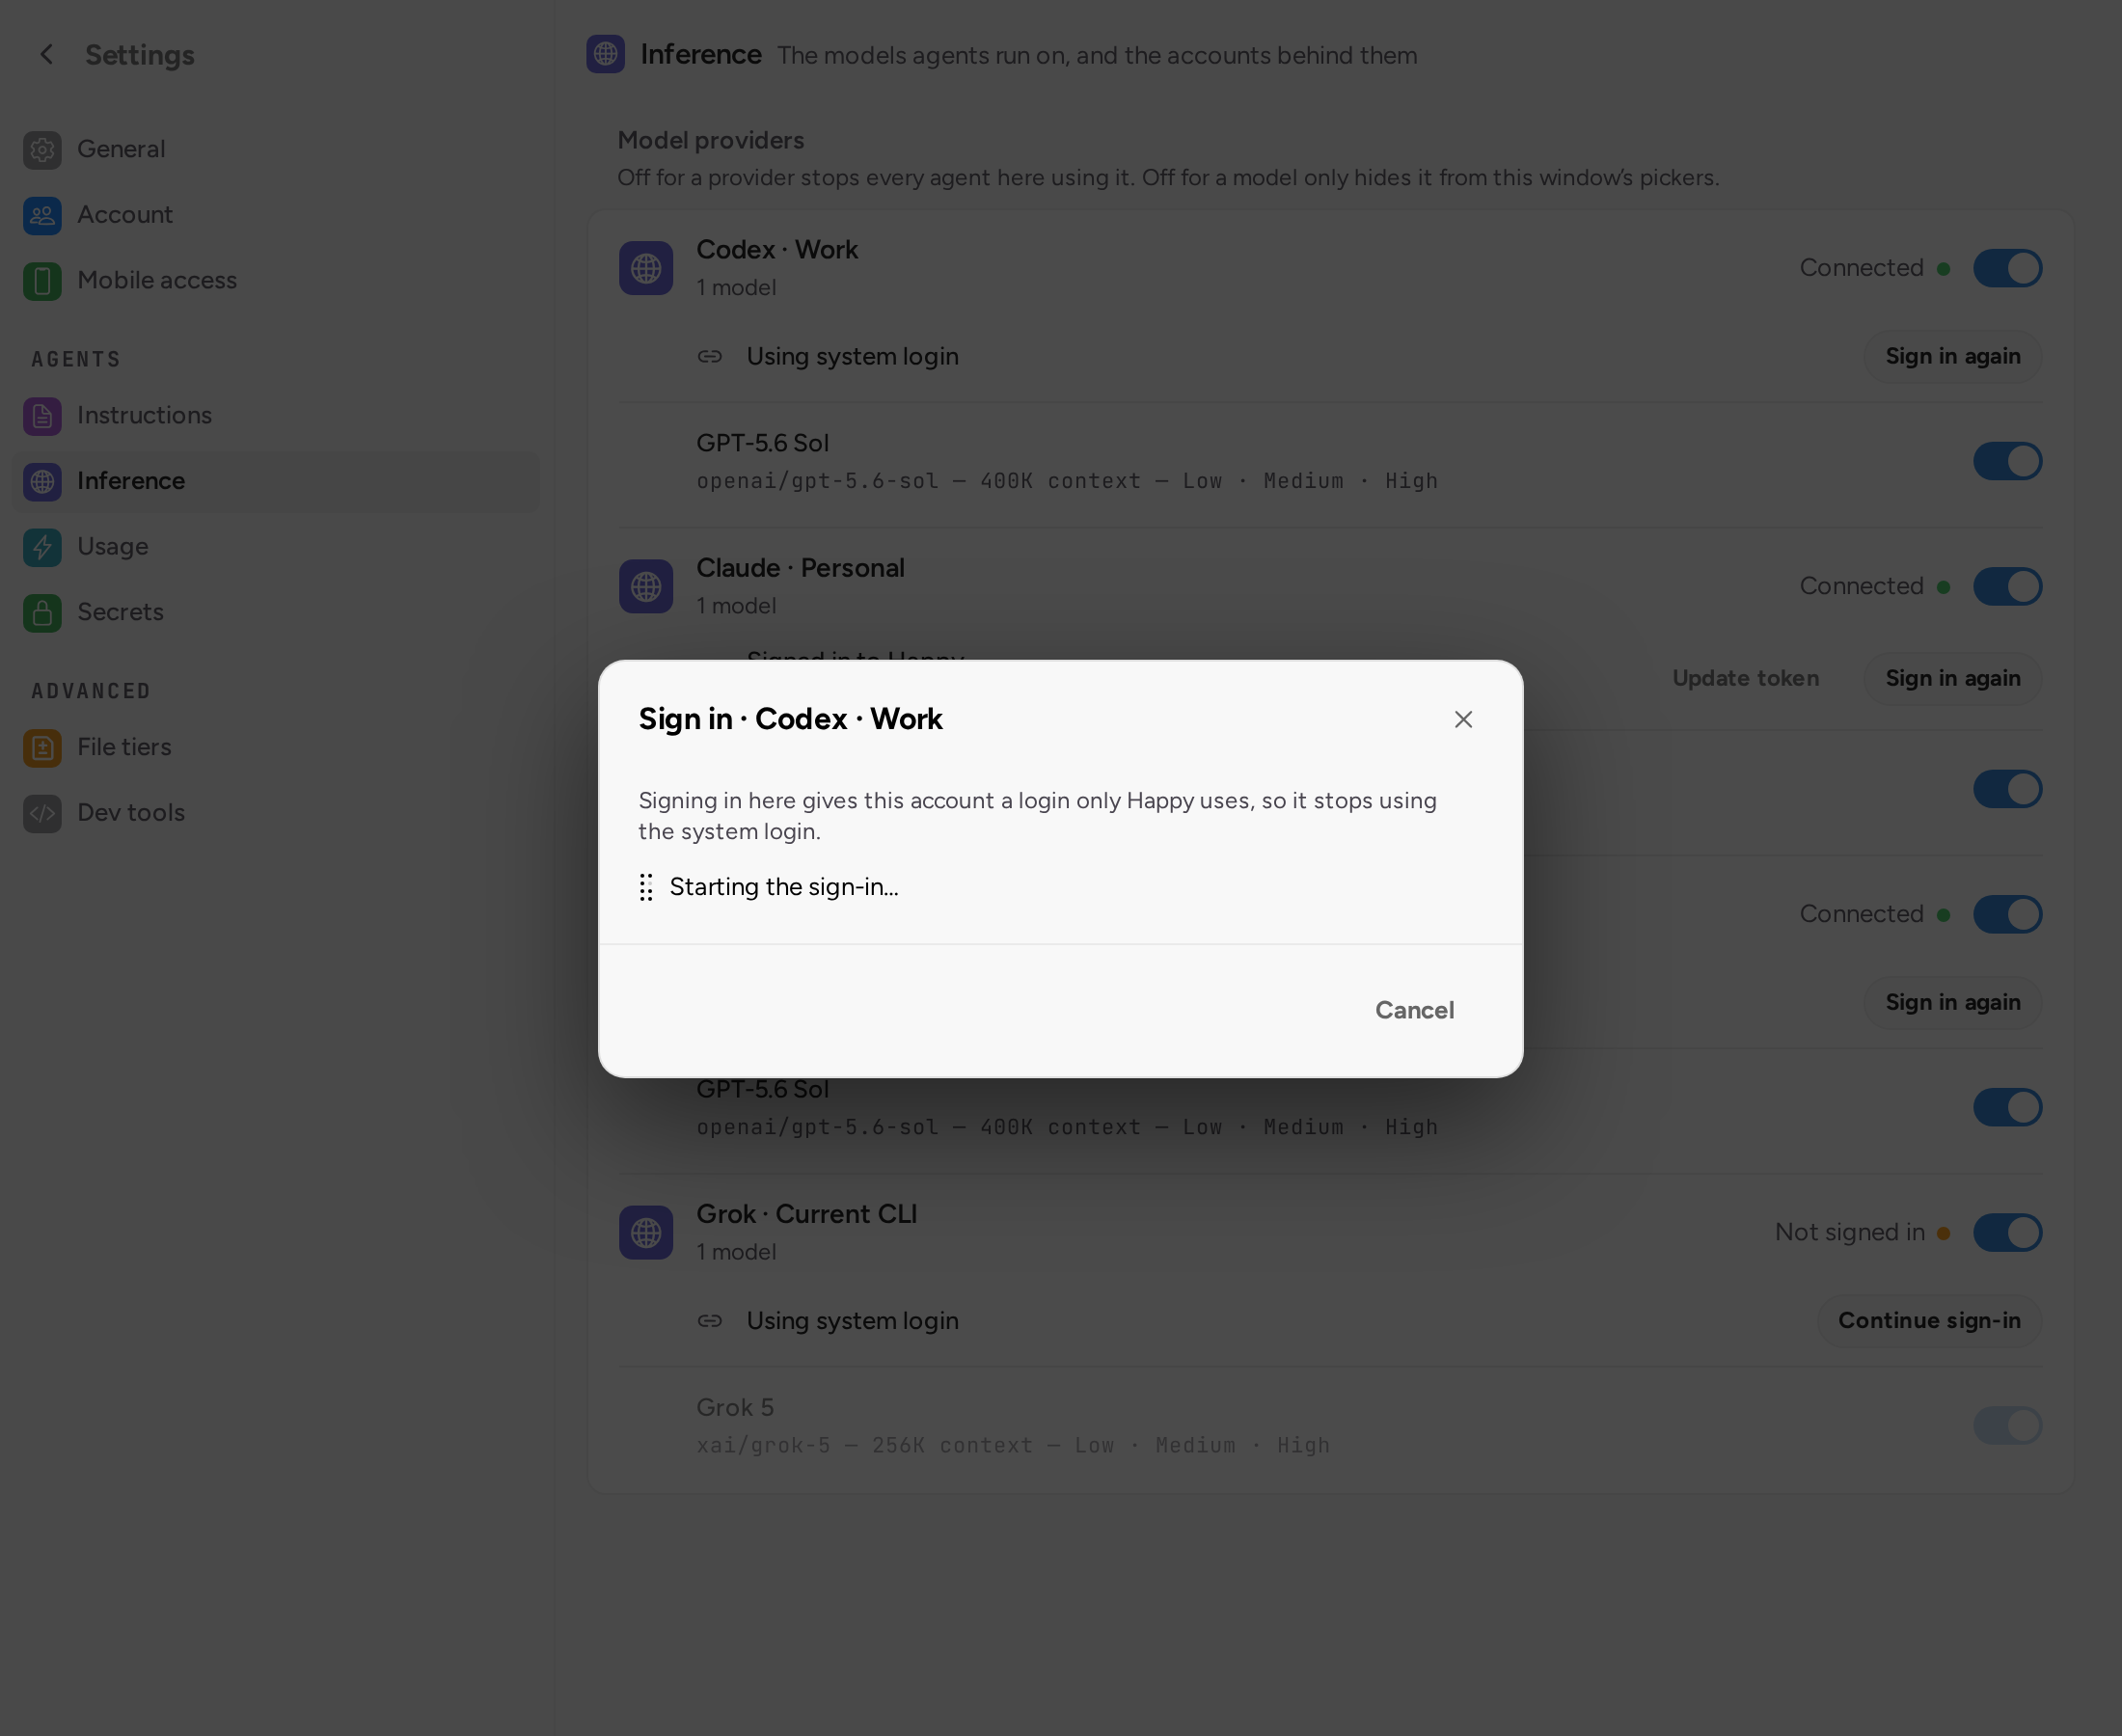 Settings
General
Account
Mobile access
AGENTS
Instructions
Inference
Usage
Secrets
ADVANCED
File tiers
Dev tools
Inference The models agents run on, and the accounts behind them
Model providers
Off for a provider stops every agent here using it. Off for a model only hides it from this window's pickers.
Codex · Work
1 model
Connected
Using system login
Sign in again
GPT-5.6 Sol
openai/gpt-5.6-sol — 400K context — Low · Medium · High
Claude · Personal
1 model
Connected
Signed in to Happy
Update token
Sign in again
Sign in · Codex · Work
Signing in here gives this account a login only Happy uses, so it stops using
the system login.
Starting the sign-in...
Cancel
Connected
Sign in again
GPT-5.6 Sol
openai/gpt-5.6-sol — 400K context — Low · Medium · High
Grok · Current CLI
1 model
Not signed in
Using system login
Continue sign-in
Grok 5
xai/grok-5 — 256K context — Low · Medium · High